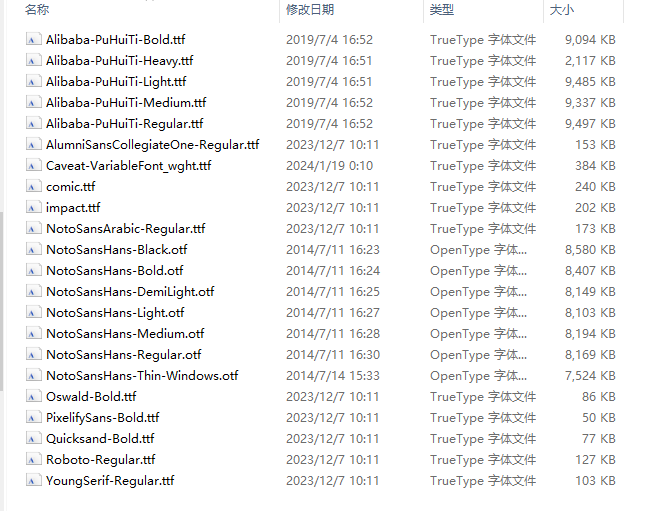 名称 修改日期 类型 大小
Alibaba-PuHuiTi-Bold.ttf 2019/7/4 16:52 TrueType 字体文件 9,094 KB
Alibaba-PuHuiTi-Heavy.ttf 2019/7/4 16:51 TrueType 字体文件 2,117 KB
Alibaba-PuHuiTi-Light.ttf 2019/7/4 16:51 TrueType 字体文件 9,485 KB
Alibaba-PuHuiTi-Medium.ttf 2019/7/4 16:52 TrueType 字体文件 9,337 KB
Alibaba-PuHuiTi-Regular.ttf 2019/7/4 16:52 TrueType 字体文件 9,497 KB
AlumniSansCollegiateOne-Regular.ttf 2023/12/7 10:11 TrueType 字体文件 153 KB
Caveat-VariableFont_wght.ttf 2024/1/19 0:10 TrueType 字体文件 384 KB
comic.ttf 2023/12/7 10:11 TrueType 字体文件 240 KB
impact.ttf 2023/12/7 10:11 TrueType 字体文件 202 KB
NotoSansArabic-Regular.ttf 2023/12/7 10:11 TrueType 字体文件 173 KB
NotoSansHans-Black.otf 2014/7/11 16:23 OpenType 字体... 8,580 KB
NotoSansHans-Bold.otf 2014/7/11 16:24 OpenType 字体... 8,407 KB
NotoSansHans-DemiLight.otf 2014/7/11 16:25 OpenType 字体... 8,149 KB
NotoSansHans-Light.otf 2014/7/11 16:27 OpenType 字体... 8,103 KB
NotoSansHans-Medium.otf 2014/7/11 16:28 OpenType 字体... 8,194 KB
NotoSansHans-Regular.otf 2014/7/11 16:30 OpenType 字体... 8,169 KB
NotoSansHans-Thin-Windows.otf 2014/7/14 15:33 OpenType 字体... 7,524 KB
Oswald-Bold.ttf 2023/12/7 10:11 TrueType 字体文件 86 KB
PixelifySans-Bold.ttf 2023/12/7 10:11 TrueType 字体文件 50 KB
Quicksand-Bold.ttf 2023/12/7 10:11 TrueType 字体文件 77 KB
Roboto-Regular.ttf 2023/12/7 10:11 TrueType 字体文件 127 KB
YoungSerif-Regular.ttf 2023/12/7 10:11 TrueType 字体文件 103 KB